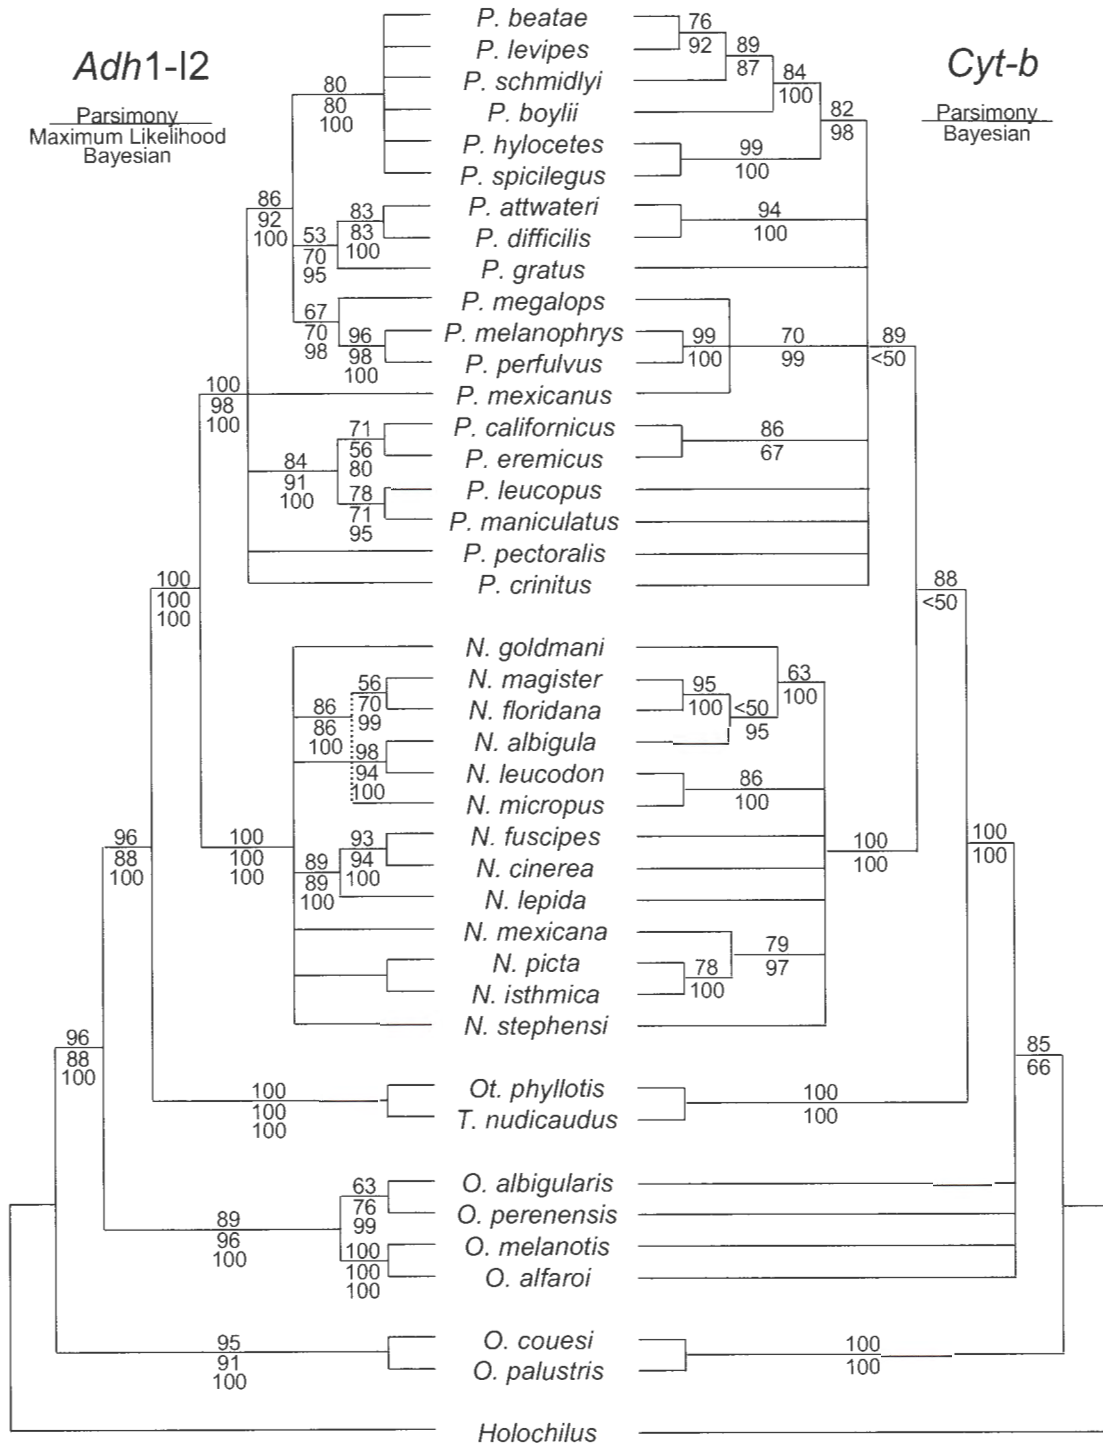 Adh1-I2
Parsimony
Maximum Likelihood
Bayesian
Cyt-b
Parsimony
Bayesian
P. beatae
P. levipes
P. schmidlyi
P. boylii
P. hylocetes
P. spicilegus
P. attwateri
P. difficilis
P. gratus
P. megalops
P. melanophrys
P. perfulvus
P. mexicanus
P. californicus
P. eremicus
P. leucopus
P. maniculatus
P. pectoralis
P. crinitus
N. goldmani
N. magister
N. floridana
N. albigula
N. leucodon
N. micropus
N. fuscipes
N. cinerea
N. lepida
N. mexicana
N. picta
N. isthmica
N. stephensi
Ot. phyllotis
T. nudicaudus
O. albigularis
O. perenensis
O. melanotis
O. alfaroi
O. couesi
O. palustris
Holochilus
80
80
100
86
92
100
83
83
100
53
70
95
67
70
98
96
98
100
100
98
100
71
56
80
84
91
100
78
71
95
100
100
100
56
70
99
86
86
100
98
94
100
93
94
100
89
89
100
100
100
100
96
88
100
96
88
100
100
100
100
63
76
99
89
96
100
100
100
100
95
91
100
76
92
89
87
84
100
82
98
99
100
94
100
99
100
70
99
89
<50
86
67
88
<50
63
100
95
100
<50
95
86
100
100
100
100
100
79
97
78
100
85
66
100
100
100
100